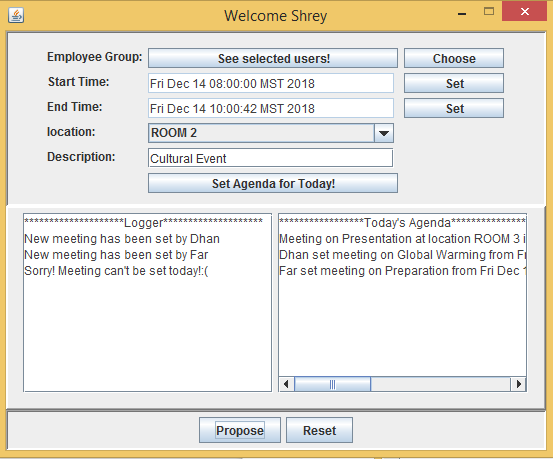 Welcome Shrey
Employee Group: See selected users! Choose
Start Time: Fri Dec 14 08:00:00 MST 2018 Set
End Time: Fri Dec 14 10:00:42 MST 2018 Set
location: ROOM 2
Description: Cultural Event
Set Agenda for Today!
********************Logger********************
New meeting has been set by Dhan
New meeting has been set by Far
Sorry! Meeting can't be set today!:(
*****************Today's Agenda***************
Meeting on Presentation at location ROOM 3 i
Dhan set meeting on Global Warming from Fr
Far set meeting on Preparation from Fri Dec 1
Propose Reset